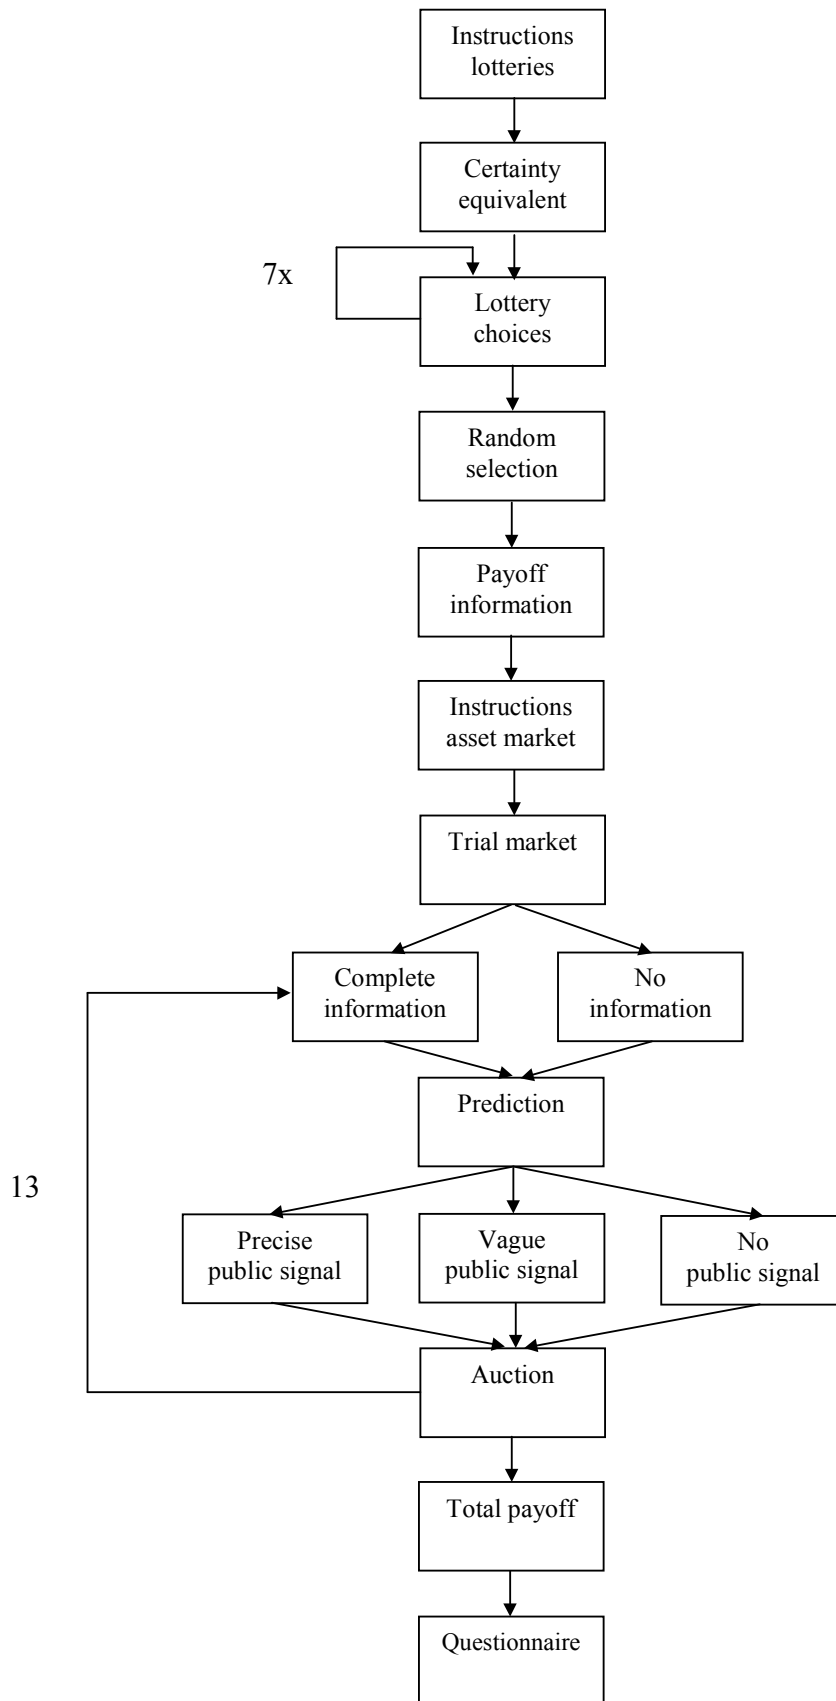 Instructions
lotteries
Certainty
equivalent
7x
Lottery
choices
Random
selection
Payoff
information
Instructions
asset market
Trial market
Complete
information
No
information
Prediction
13
Precise
public signal
Vague
public signal
No
public signal
Auction
Total payoff
Questionnaire